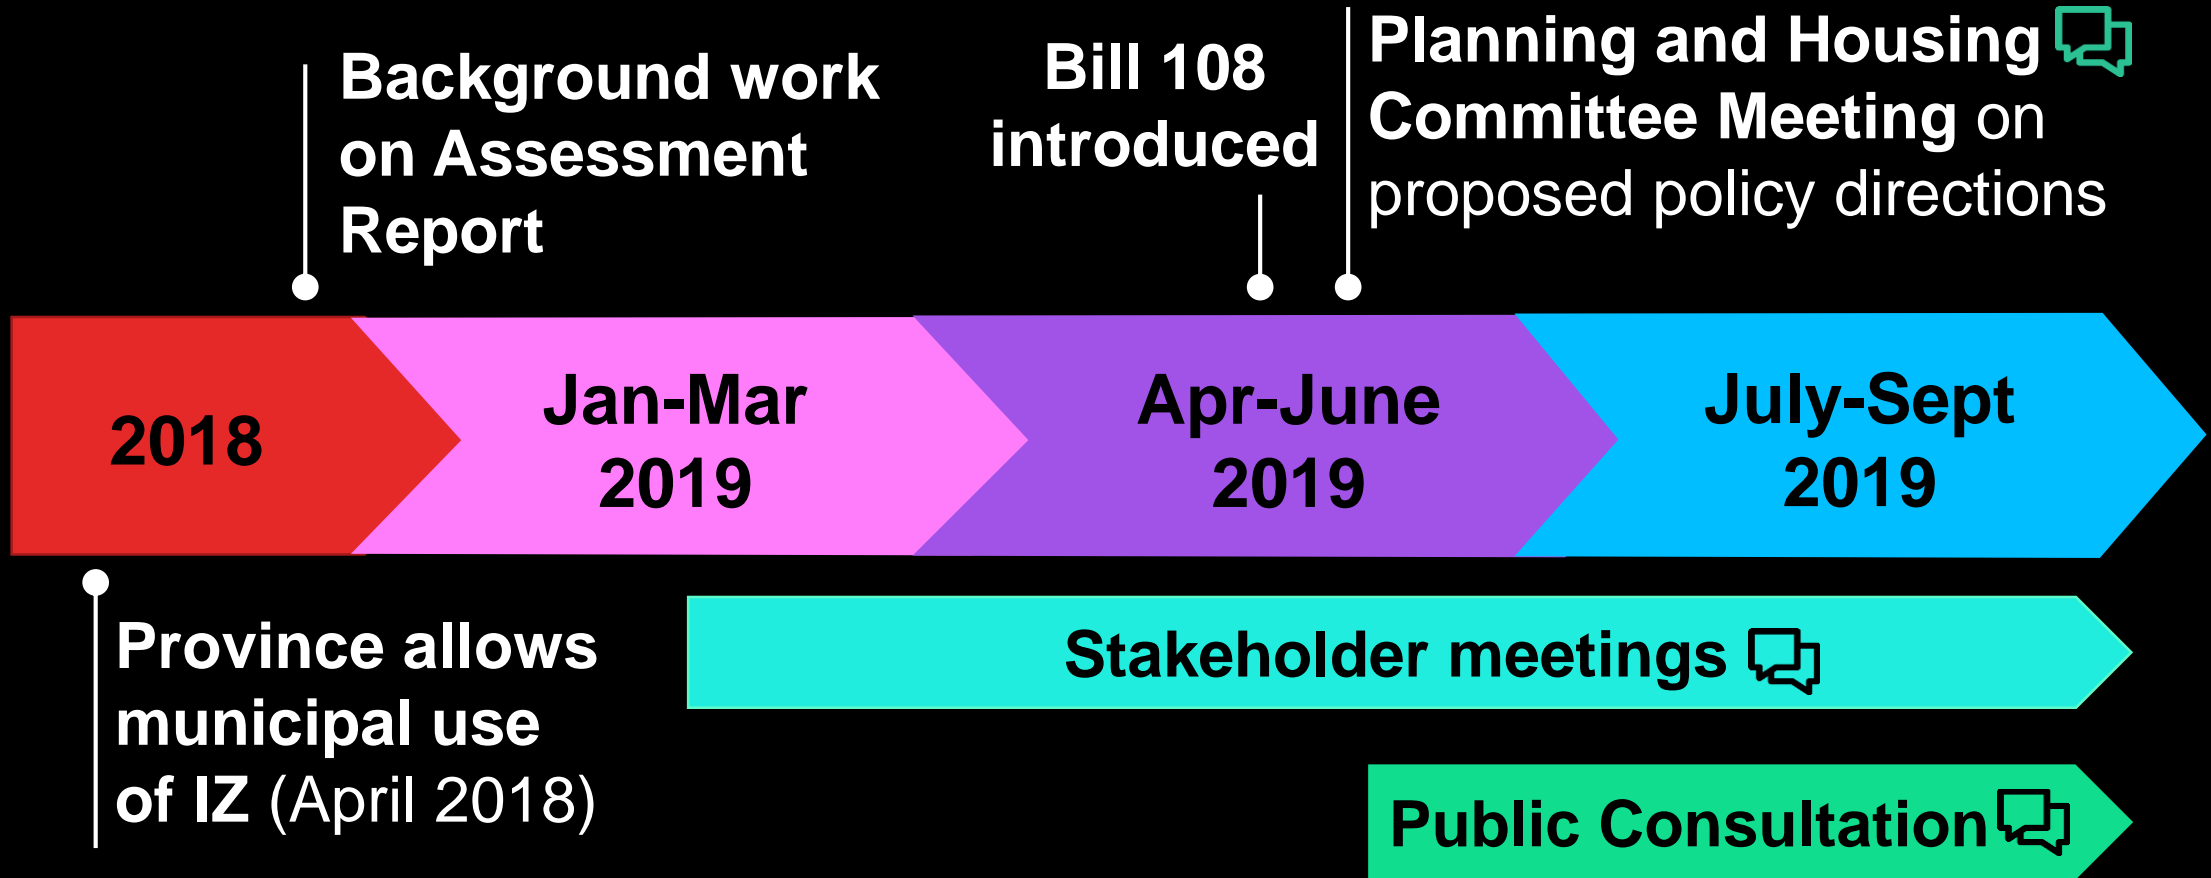 Background work
on Assessment
Report
Bill 108
introduced
Planning and Housing
Committee Meeting on
proposed policy directions
2018
Jan-Mar
2019
Apr-June
2019
July-Sept
2019
Province allows
municipal use
of IZ (April 2018)
Stakeholder meetings
Public Consultation